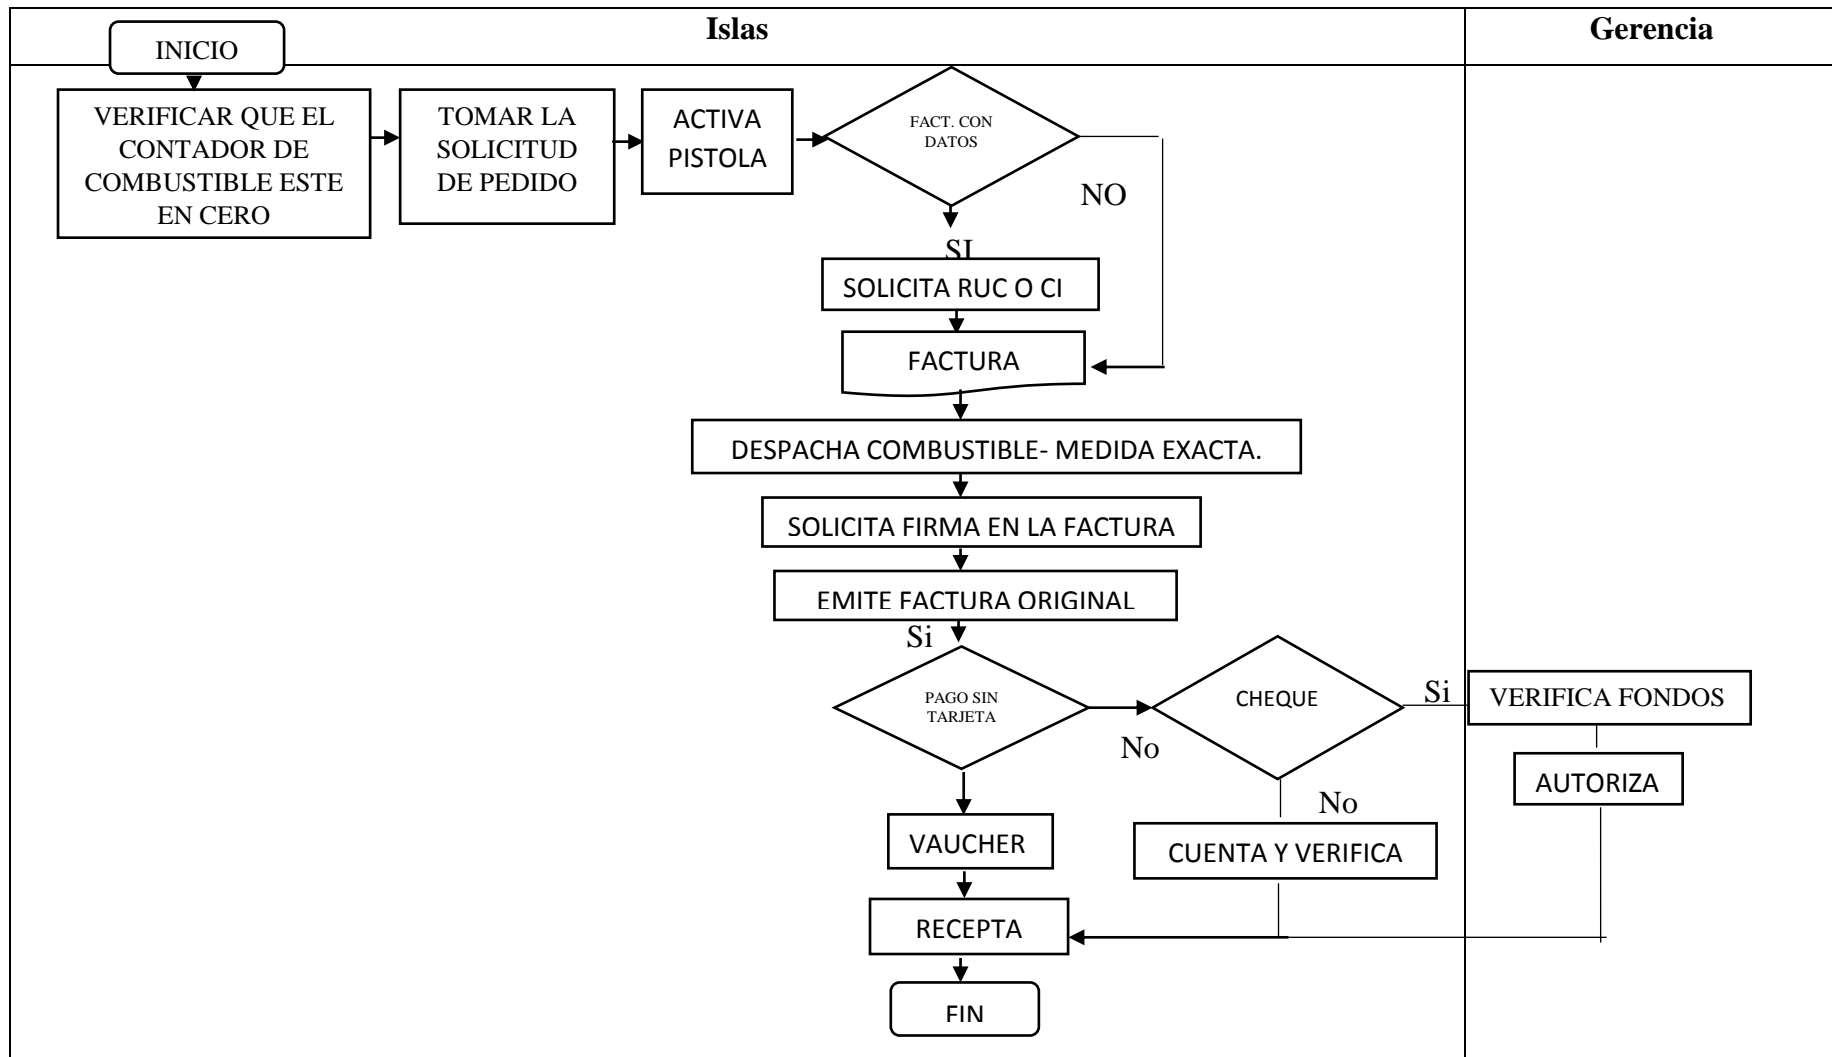 Islas
Gerencia
INICIO
VERIFICAR QUE EL
CONTADOR DE
COMBUSTIBLE ESTE
EN CERO
TOMAR LA
SOLICITUD
DE PEDIDO
ACTIVA
PISTOLA
FACT. CON
DATOS
NO
SI
SOLICITA RUC O CI
FACTURA
DESPACHA COMBUSTIBLE- MEDIDA EXACTA.
SOLICITA FIRMA EN LA FACTURA
EMITE FACTURA ORIGINAL
Si
PAGO SIN
TARJETA
No
CHEQUE
Si
VERIFICA FONDOS
AUTORIZA
No
VAUCHER
CUENTA Y VERIFICA
RECEPTA
FIN